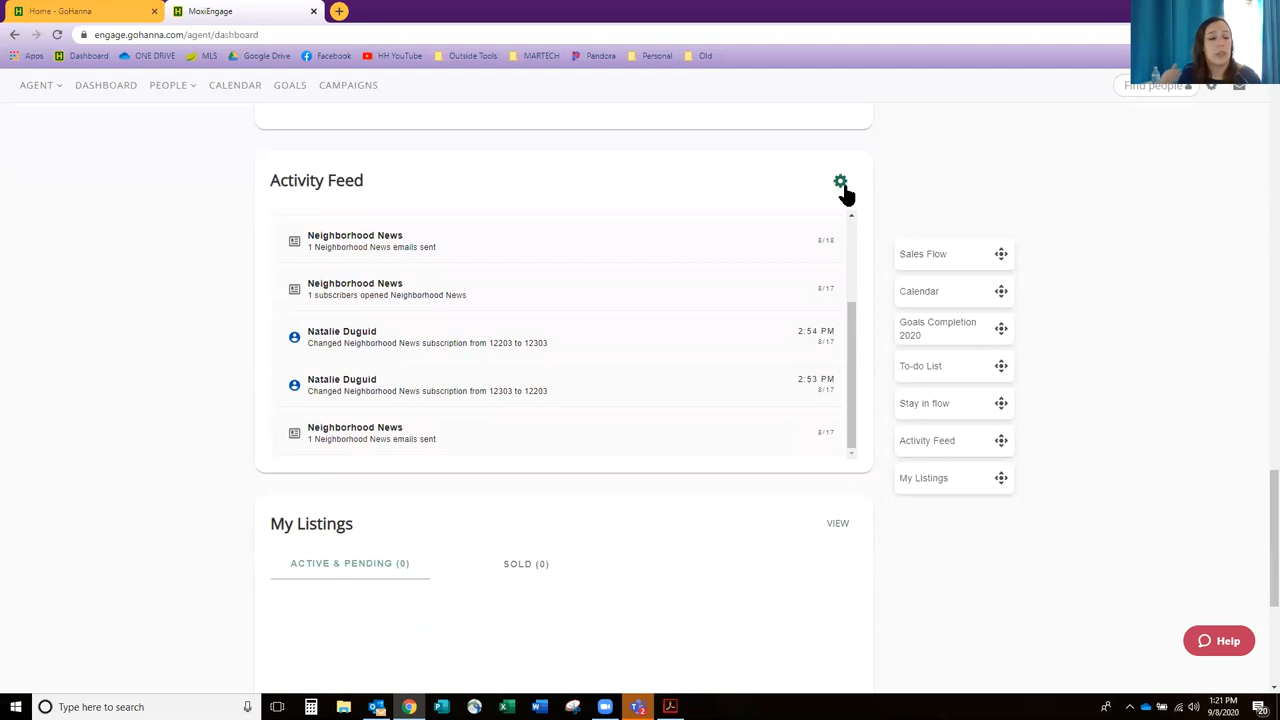 Home - GoHanna
MoxiEngage
engage.gohanna.com/agent/dashboard
Apps
Dashboard
ONE DRIVE
MLS
Google Drive
Facebook
HH YouTube
Outside Tools
MARTECH
Pandora
Personal
Old
AGENT
DASHBOARD
PEOPLE
CALENDAR
GOALS
CAMPAIGNS
Find people
Activity Feed
Neighborhood News
1 Neighborhood News emails sent
8/18
Neighborhood News
1 subscribers opened Neighborhood News
8/17
Natalie Duguid
Changed Neighborhood News subscription from 12203 to 12303
2:54 PM
8/17
Natalie Duguid
Changed Neighborhood News subscription from 12303 to 12203
2:53 PM
8/17
Neighborhood News
1 Neighborhood News emails sent
8/17
Sales Flow
Calendar
Goals Completion
2020
To-do List
Stay in flow
Activity Feed
My Listings
My Listings
VIEW
ACTIVE & PENDING (0)
SOLD (0)
Help
Type here to search
1:21 PM
9/8/2020
20